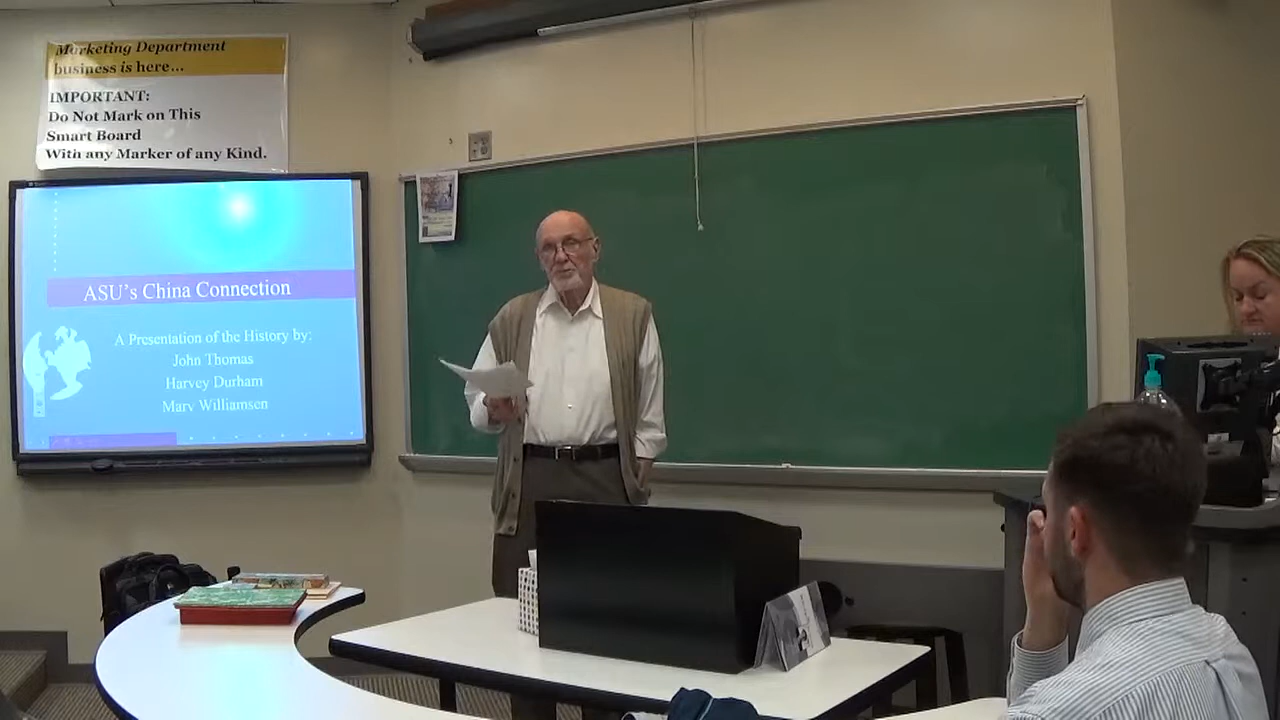 Marketing Department
business is here...
IMPORTANT:
Do Not Mark on This
Smart Board
With any Marker of any Kind.
ASU's China Connection
A Presentation of the History by:
John Thomas
Harvey Durham
Marv Williamsen